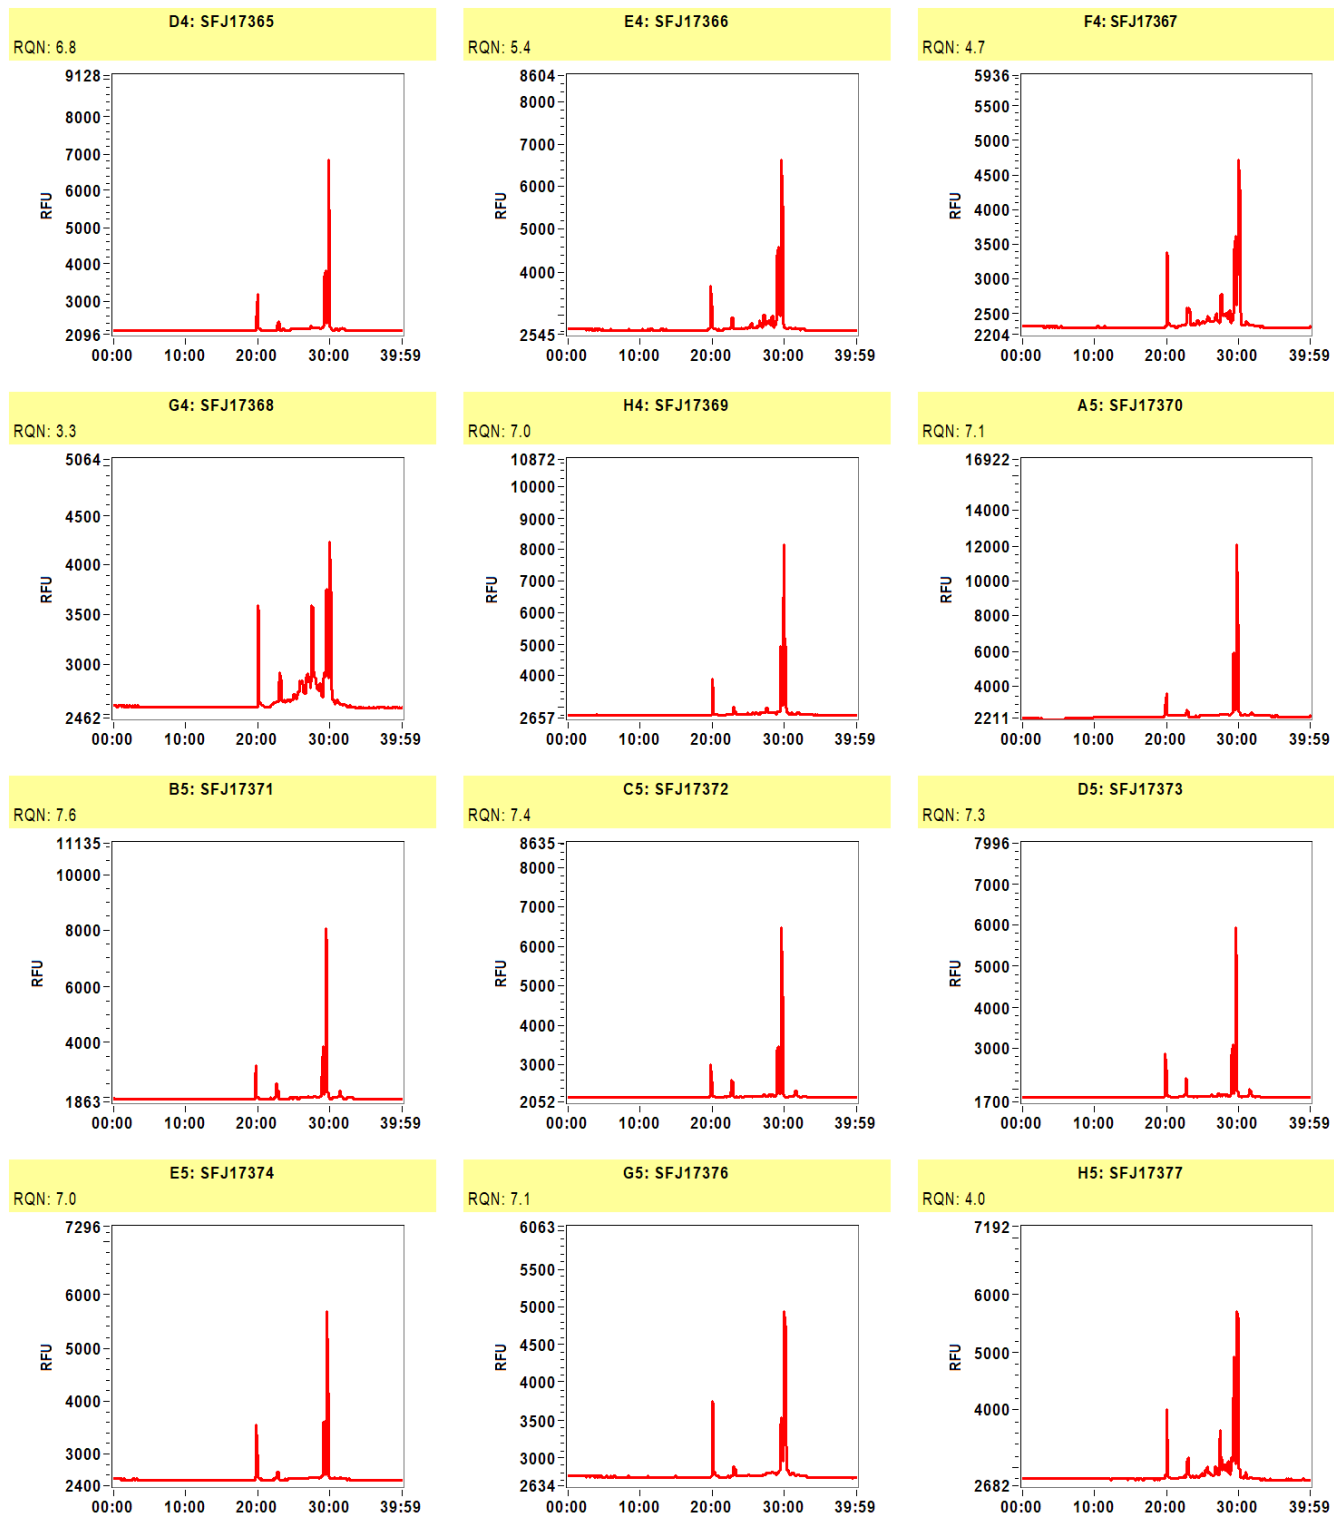 D4: SFJ17365
RQN: 6.8
9128
8000
7000
6000
5000
4000
3000
2096
RFU
00:00 10:00 20:00 30:00 39:59
E4: SFJ17366
RQN: 5.4
8604
8000
7000
6000
5000
4000
2545
RFU
00:00 10:00 20:00 30:00 39:59
F4: SFJ17367
RQN: 4.7
5936
5500
5000
4500
4000
3500
3000
2500
2204
RFU
00:00 10:00 20:00 30:00 39:59
G4: SFJ17368
RQN: 3.3
5064
4500
4000
3500
3000
2462
RFU
00:00 10:00 20:00 30:00 39:59
H4: SFJ17369
RQN: 7.0
10872
10000
9000
8000
7000
6000
5000
4000
2657
RFU
00:00 10:00 20:00 30:00 39:59
A5: SFJ17370
RQN: 7.1
16922
14000
12000
10000
8000
6000
4000
2211
RFU
00:00 10:00 20:00 30:00 39:59
B5: SFJ17371
RQN: 7.6
11135
10000
8000
6000
4000
1863
RFU
00:00 10:00 20:00 30:00 39:59
C5: SFJ17372
RQN: 7.4
8635
8000
7000
6000
5000
4000
3000
2052
RFU
00:00 10:00 20:00 30:00 39:59
D5: SFJ17373
RQN: 7.3
7996
7000
6000
5000
4000
3000
1700
RFU
00:00 10:00 20:00 30:00 39:59
E5: SFJ17374
RQN: 7.0
7296
6000
5000
4000
3000
2400
RFU
00:00 10:00 20:00 30:00 39:59
G5: SFJ17376
RQN: 7.1
6063
5500
5000
4500
4000
3500
3000
2634
RFU
00:00 10:00 20:00 30:00 39:59
H5: SFJ17377
RQN: 4.0
7192
6000
5000
4000
2682
RFU
00:00 10:00 20:00 30:00 39:59